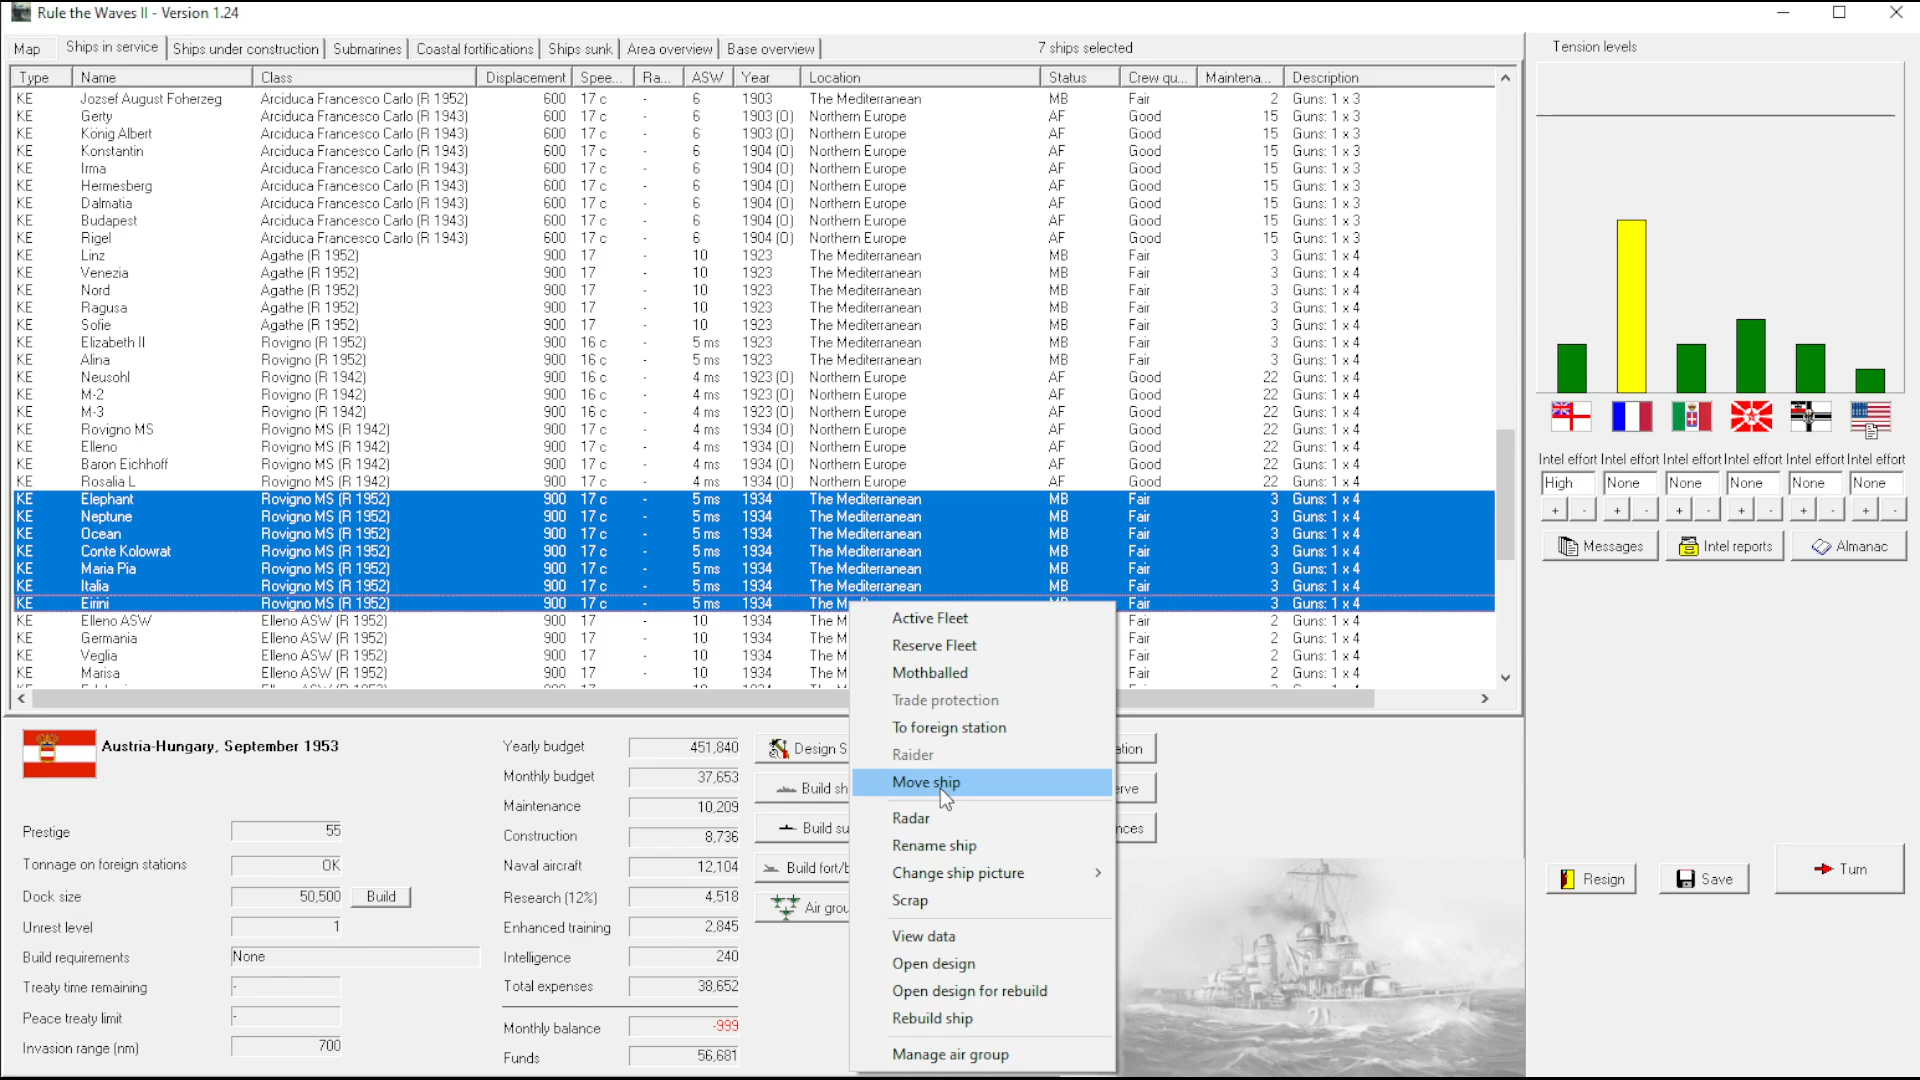 Rule the Waves II - Version 1.24
Map Ships in service Ships under construction Submarines Coastal fortifications Ships sunk Area overview Base overview 7 ships selected
Type Name Class Displacement Spee... Ra... ASW Year Location Status Crew qu... Maintena... Description
KE Jozsef August Foherzeg Arciduca Francesco Carlo (R 1952) 600 17 c - 6 1903 The Mediterranean MB Fair 2 Guns: 1 x 3
KE Gerty Arciduca Francesco Carlo (R 1943) 600 17 c - 6 1903 (O) Northern Europe AF Good 15 Guns: 1 x 3
KE König Albert Arciduca Francesco Carlo (R 1943) 600 17 c - 6 1903 (O) Northern Europe AF Good 15 Guns: 1 x 3
KE Konstantin Arciduca Francesco Carlo (R 1943) 600 17 c - 6 1904 (O) Northern Europe AF Good 15 Guns: 1 x 3
KE Irma Arciduca Francesco Carlo (R 1943) 600 17 c - 6 1904 (O) Northern Europe AF Good 15 Guns: 1 x 3
KE Hermesberg Arciduca Francesco Carlo (R 1943) 600 17 c - 6 1904 (O) Northern Europe AF Good 15 Guns: 1 x 3
KE Dalmatia Arciduca Francesco Carlo (R 1943) 600 17 c - 6 1904 (O) Northern Europe AF Good 15 Guns: 1 x 3
KE Budapest Arciduca Francesco Carlo (R 1943) 600 17 c - 6 1904 (O) Northern Europe AF Good 15 Guns: 1 x 3
KE Rigel Arciduca Francesco Carlo (R 1943) 600 17 c - 6 1904 (O) Northern Europe AF Good 15 Guns: 1 x 3
KE Linz Agathe (R 1952) 900 17 - 10 1923 The Mediterranean MB Fair 3 Guns: 1 x 4
KE Venezia Agathe (R 1952) 900 17 - 10 1923 The Mediterranean MB Fair 3 Guns: 1 x 4
KE Nord Agathe (R 1952) 900 17 - 10 1923 The Mediterranean MB Fair 3 Guns: 1 x 4
KE Ragusa Agathe (R 1952) 900 17 - 10 1923 The Mediterranean MB Fair 3 Guns: 1 x 4
KE Sofie Agathe (R 1952) 900 17 - 10 1923 The Mediterranean MB Fair 3 Guns: 1 x 4
KE Elizabeth II Rovigno (R 1952) 900 16 c - 5 ms 1923 The Mediterranean MB Fair 3 Guns: 1 x 4
KE Alina Rovigno (R 1952) 900 16 c - 5 ms 1923 The Mediterranean MB Fair 3 Guns: 1 x 4
KE Neusohl Rovigno (R 1942) 900 16 c - 4 ms 1923 (O) Northern Europe AF Good 22 Guns: 1 x 4
KE M-2 Rovigno (R 1942) 900 16 c - 4 ms 1923 (O) Northern Europe AF Good 22 Guns: 1 x 4
KE M-3 Rovigno (R 1942) 900 16 c - 4 ms 1923 (O) Northern Europe AF Good 22 Guns: 1 x 4
KE Rovigno MS Rovigno MS (R 1942) 900 17 c - 4 ms 1934 (O) Northern Europe AF Good 22 Guns: 1 x 4
KE Elleno Rovigno MS (R 1942) 900 17 c - 4 ms 1934 (O) Northern Europe AF Good 22 Guns: 1 x 4
KE Baron Eichhoff Rovigno MS (R 1942) 900 17 c - 4 ms 1934 (O) Northern Europe AF Good 22 Guns: 1 x 4
KE Rosalia L Rovigno MS (R 1942) 900 17 c - 4 ms 1934 (O) Northern Europe AF Good 22 Guns: 1 x 4
KE Elephant Rovigno MS (R 1952) 900 17 c - 5 ms 1934 The Mediterranean MB Fair 3 Guns: 1 x 4
KE Neptune Rovigno MS (R 1952) 900 17 c - 5 ms 1934 The Mediterranean MB Fair 3 Guns: 1 x 4
KE Ocean Rovigno MS (R 1952) 900 17 c - 5 ms 1934 The Mediterranean MB Fair 3 Guns: 1 x 4
KE Conte Kolowrat Rovigno MS (R 1952) 900 17 c - 5 ms 1934 The Mediterranean MB Fair 3 Guns: 1 x 4
KE Maria Pia Rovigno MS (R 1952) 900 17 c - 5 ms 1934 The Mediterranean MB Fair 3 Guns: 1 x 4
KE Italia Rovigno MS (R 1952) 900 17 c - 5 ms 1934 The Mediterranean MB Fair 3 Guns: 1 x 4
KE Eirini Rovigno MS (R 1952) 900 17 c - 5 ms 1934 The M Fair 3 Guns: 1 x 4
KE Elleno ASW Elleno ASW (R 1952) 900 17 - 10 1934 The M Fair 2 Guns: 1 x 4
KE Germania Elleno ASW (R 1952) 900 17 - 10 1934 The M Fair 2 Guns: 1 x 4
KE Veglia Elleno ASW (R 1952) 900 17 - 10 1934 The M Fair 2 Guns: 1 x 4
KE Marisa Elleno ASW (R 1952) 900 17 - 10 1934 The M Fair 2 Guns: 1 x 4
Active Fleet
Reserve Fleet
Mothballed
Trade protection
To foreign station
Raider
Move ship
Radar
Rename ship
Change ship picture
Scrap
View data
Open design
Open design for rebuild
Rebuild ship
Manage air group
Austria-Hungary, September 1953
Prestige 55
Tonnage on foreign stations OK
Dock size 50,500 Build
Unrest level 1
Build requirements None
Treaty time remaining -
Peace treaty limit -
Invasion range (nm) 700
Yearly budget 451,840
Monthly budget 37,653
Maintenance 10,209
Construction 8,736
Naval aircraft 12,104
Research (12%) 4,518
Enhanced training 2,845
Intelligence 240
Total expenses 38,652
Monthly balance -999
Funds 56,681
Design S
Build sh
Build su
Build fort/b
Air grou
ation
rve
nces
21
Tension levels
Intel effort Intel effort Intel effort Intel effort Intel effort Intel effort
High None None None None None
+ - + - + - + - + - + -
Messages Intel reports Almanac
Resign Save Turn